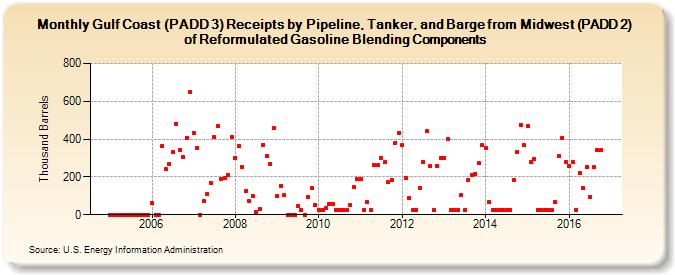 Monthly Gulf Coast (PADD 3) Receipts by Pipeline, Tanker, and Barge from Midwest (PADD 2)
of Reformulated Gasoline Blending Components
Thousand Barrels
800
600
400
200
0
2006 2008 2010 2012 2014 2016
Source: U.S. Energy Information Administration